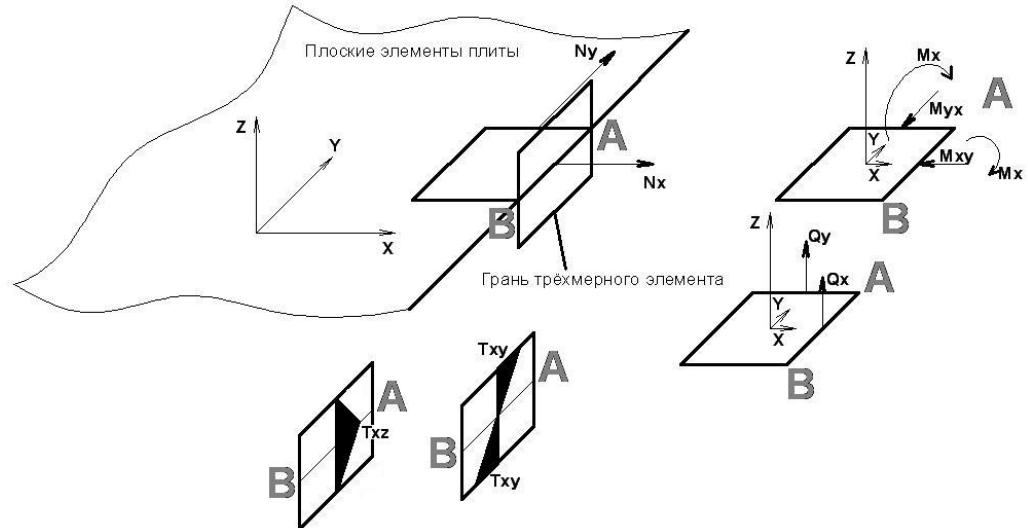 Плоские элементы плиты
Ny
Z
Y
X
A
B
Nx
Грань трёхмерного элемента
Z
Mx
A
Myx
Y
X
Mxy
Mx
B
Z
Qy
Qx
A
Y
X
B
A
B
Txz
Txy
A
B
Txy